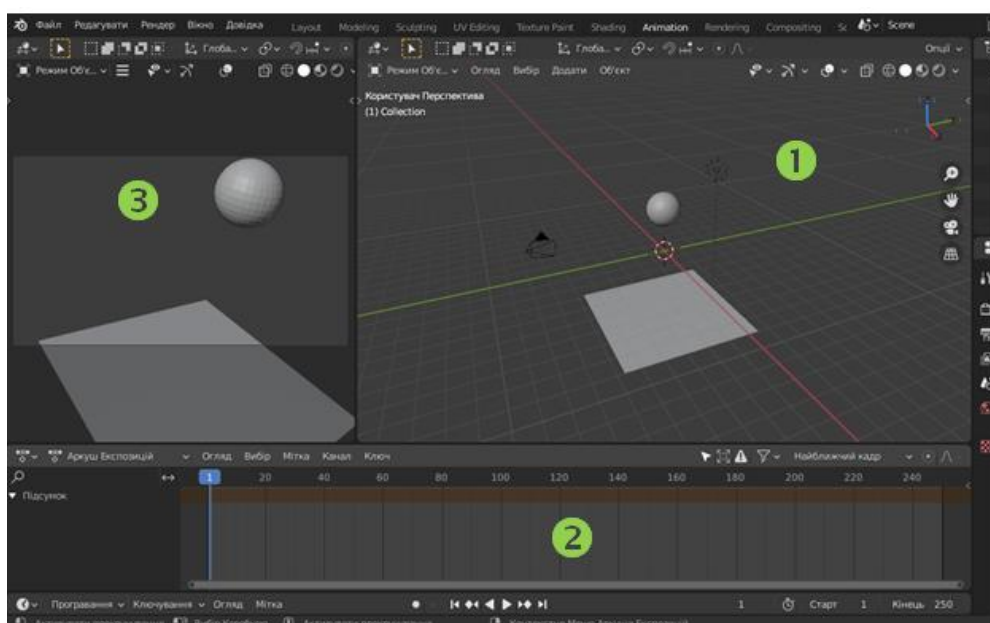 Файл Редагувати Рендер Вікно Довідка Layout Modeling Sculpting UV Editing Texture Paint Shading Animation Rendering Compositing Sc Scene
Глоба... Глоба... Опції
Режим Об'є... Режим Об'є... Огляд Вибір Додати Об'єкт
Користувач Перспектива
(1) Collection
1
3
Аркуш Експозицій Огляд Вибір Мітка Канал Ключ Найближчий кадр
1 20 40 60 80 100 120 140 160 180 200 220 240
Підсумок
2
Програвання Ключування Огляд Мітка 1 Старт 1 Кінець 250